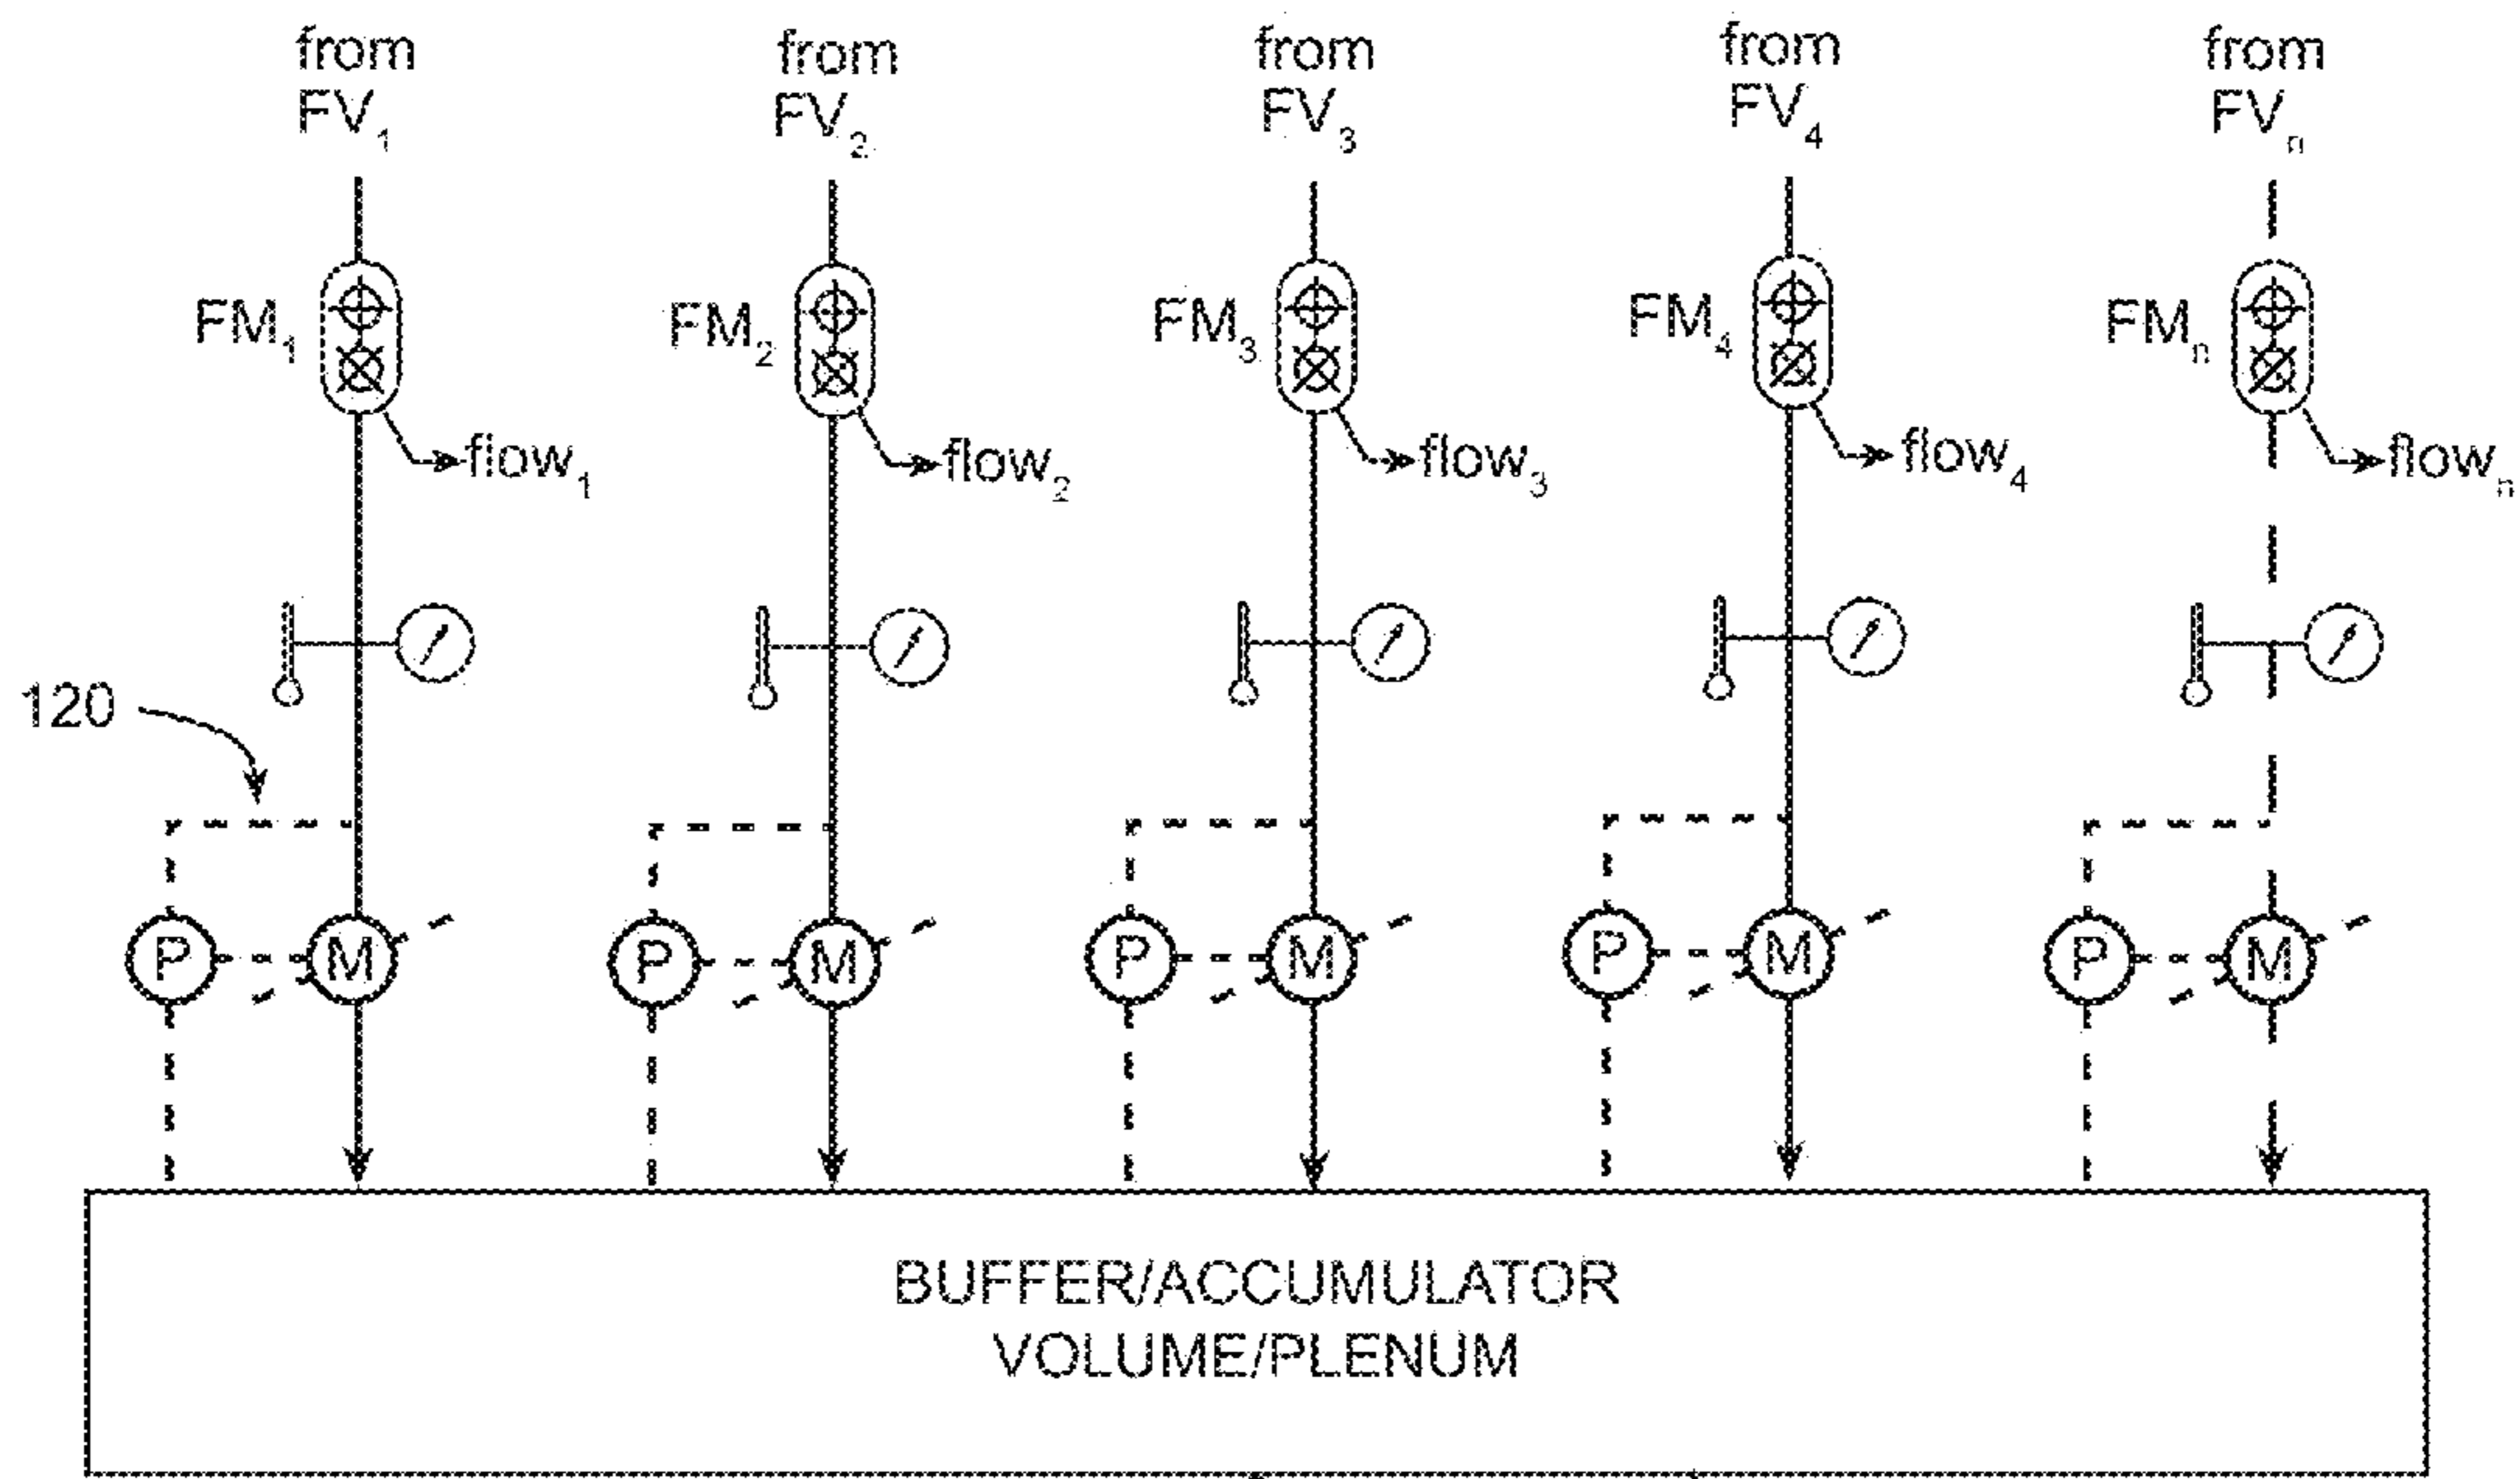 from from from from from
FV₁ FV₂ FV₃ FV₄ FVₙ
FM₁ FM₂ FM₃ FM₄ FMₙ
flow₁ flow₂ flow₃ flow₄ flowₙ
120
P M P M P M P M P M
BUFFER/ACCUMULATOR
VOLUME/PLENUM